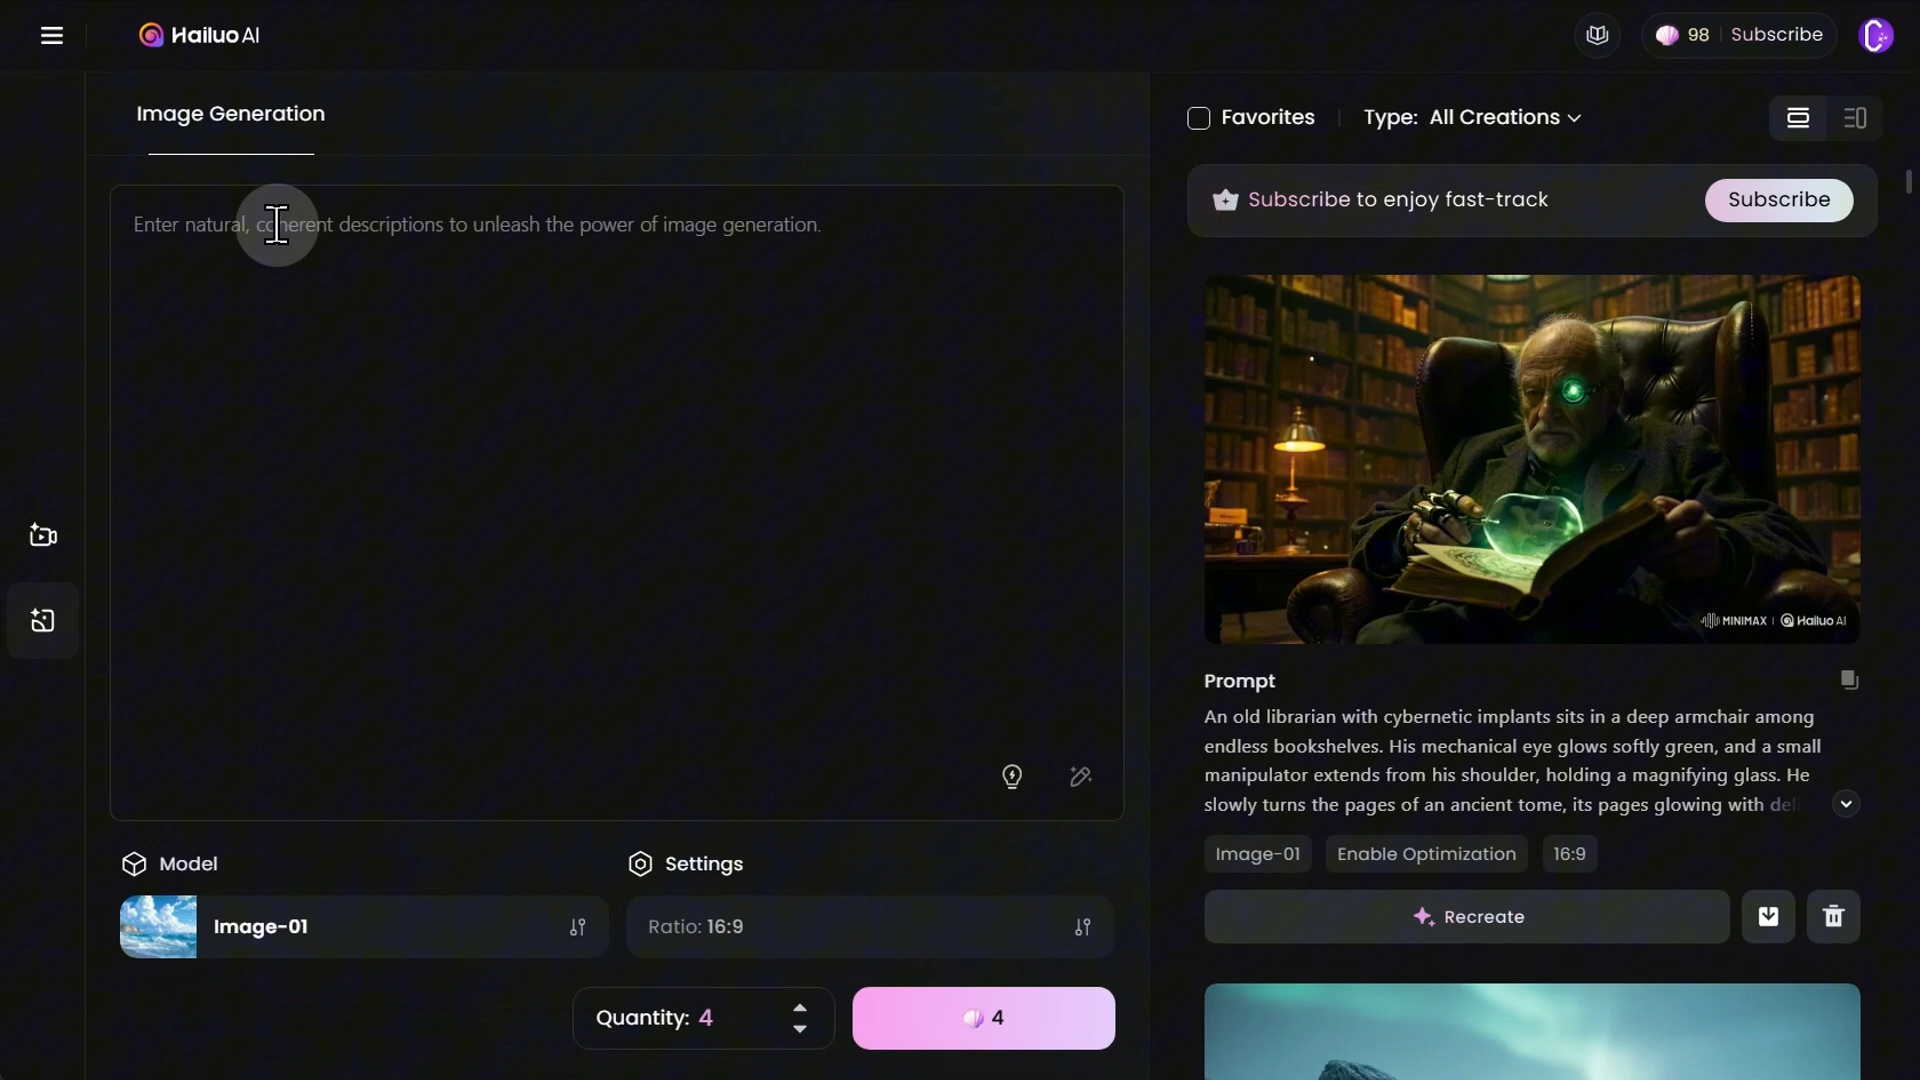 Hailuo AI
98
Subscribe
Image Generation
Favorites
Type: All Creations
Enter natural, coherent descriptions to unleash the power of image generation.
Subscribe to enjoy fast-track
Subscribe
MINIMAX | Hailuo AI
Prompt
An old librarian with cybernetic implants sits in a deep armchair among
endless bookshelves. His mechanical eye glows softly green, and a small
manipulator extends from his shoulder, holding a magnifying glass. He
slowly turns the pages of an ancient tome, its pages glowing with
Image-01
Enable Optimization
16:9
Recreate
Model
Settings
Image-01
Ratio: 16:9
Quantity: 4
4